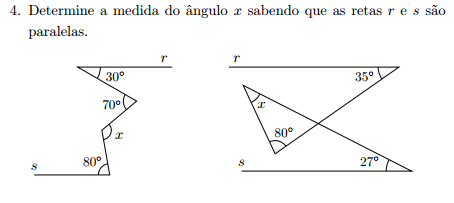 4. Determine a medida do ângulo x sabendo que as retas r e s são
paralelas.
r
30°
70°
x
80°
s
r
35°
x
80°
s
27°